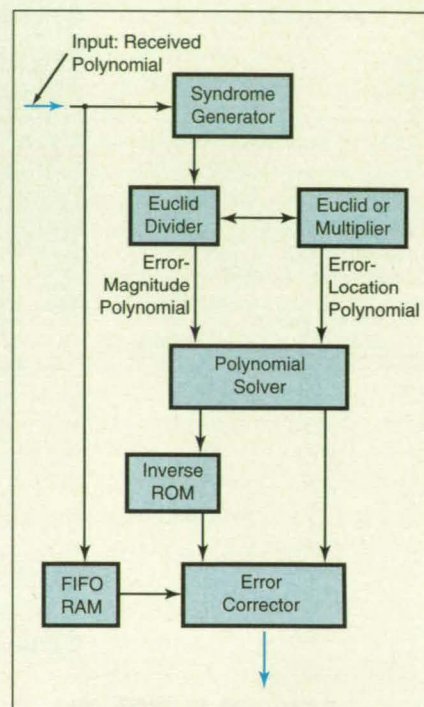 Input: Received
Polynomial
Syndrome
Generator
Euclid
Divider
Euclid or
Multiplier
Error-
Magnitude
Polynomial
Error-
Location
Polynomial
Polynomial
Solver
Inverse
ROM
FIFO
RAM
Error
Corrector